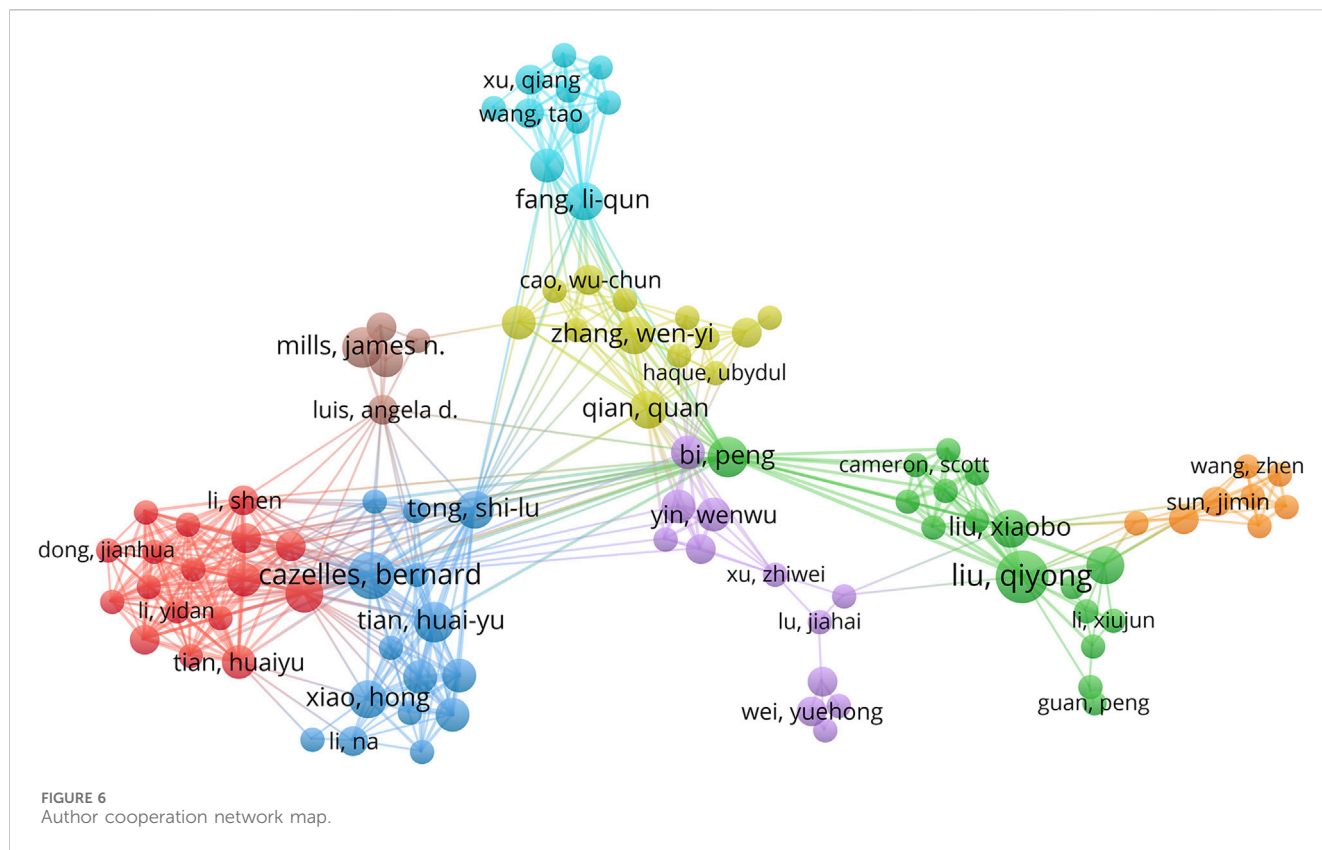 xu, qiang
wang, tao
fang, li-qun
cao, wu-chun
zhang, wen-yi
mills, james n.
haque, ubydul
luis, angela d.
qian, quan
bi, peng
cameron, scott
wang, zhen
li, shen
tong, shi-lu
sun, jimin
yin, wenwu
liu, xiaobo
dong, jianhua
cazelles, bernard
xu, zhiwei
liu, qiyong
li, yidan
tian, huai-yu
lu, jiahai
li, xiujun
tian, huaiyu
xiao, hong
guan, peng
wei, yuehong
li, na
FIGURE 6
Author cooperation network map.